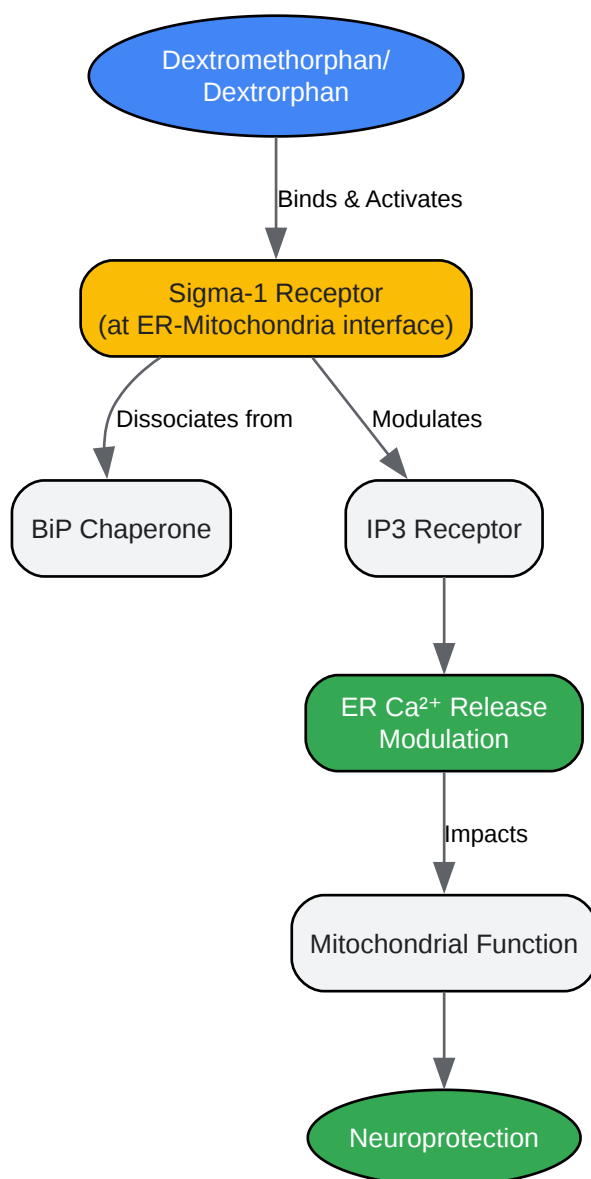 Dextromethorphan/
Dextrorphan
Binds & Activates
Sigma-1 Receptor
(at ER-Mitochondria interface)
Dissociates from
Modulates
BiP Chaperone
IP3 Receptor
ER Ca²⁺ Release
Modulation
Impacts
Mitochondrial Function
Neuroprotection